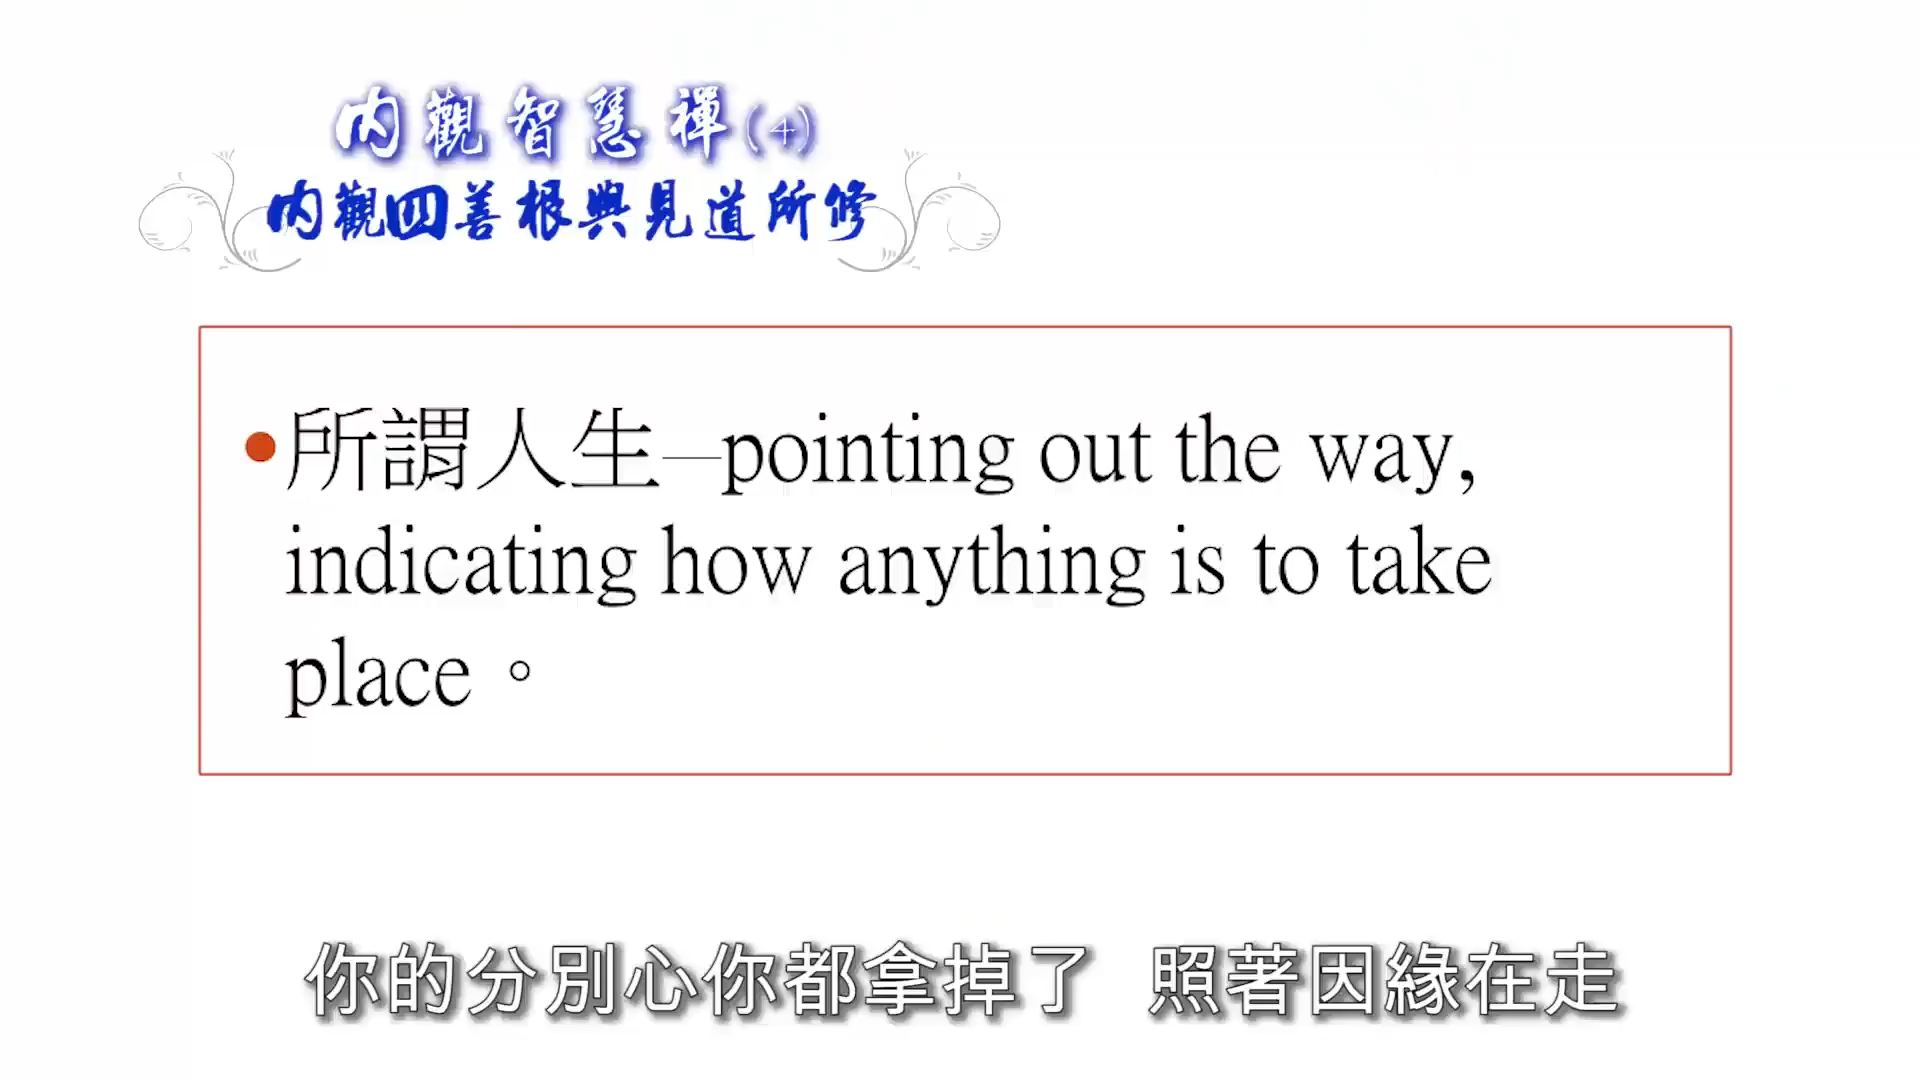 內觀智慧禪(4)
內觀四善根與見道所修
•所謂人生—pointing out the way,
indicating how anything is to take
place。
你的分別心你都拿掉了 照著因緣在走